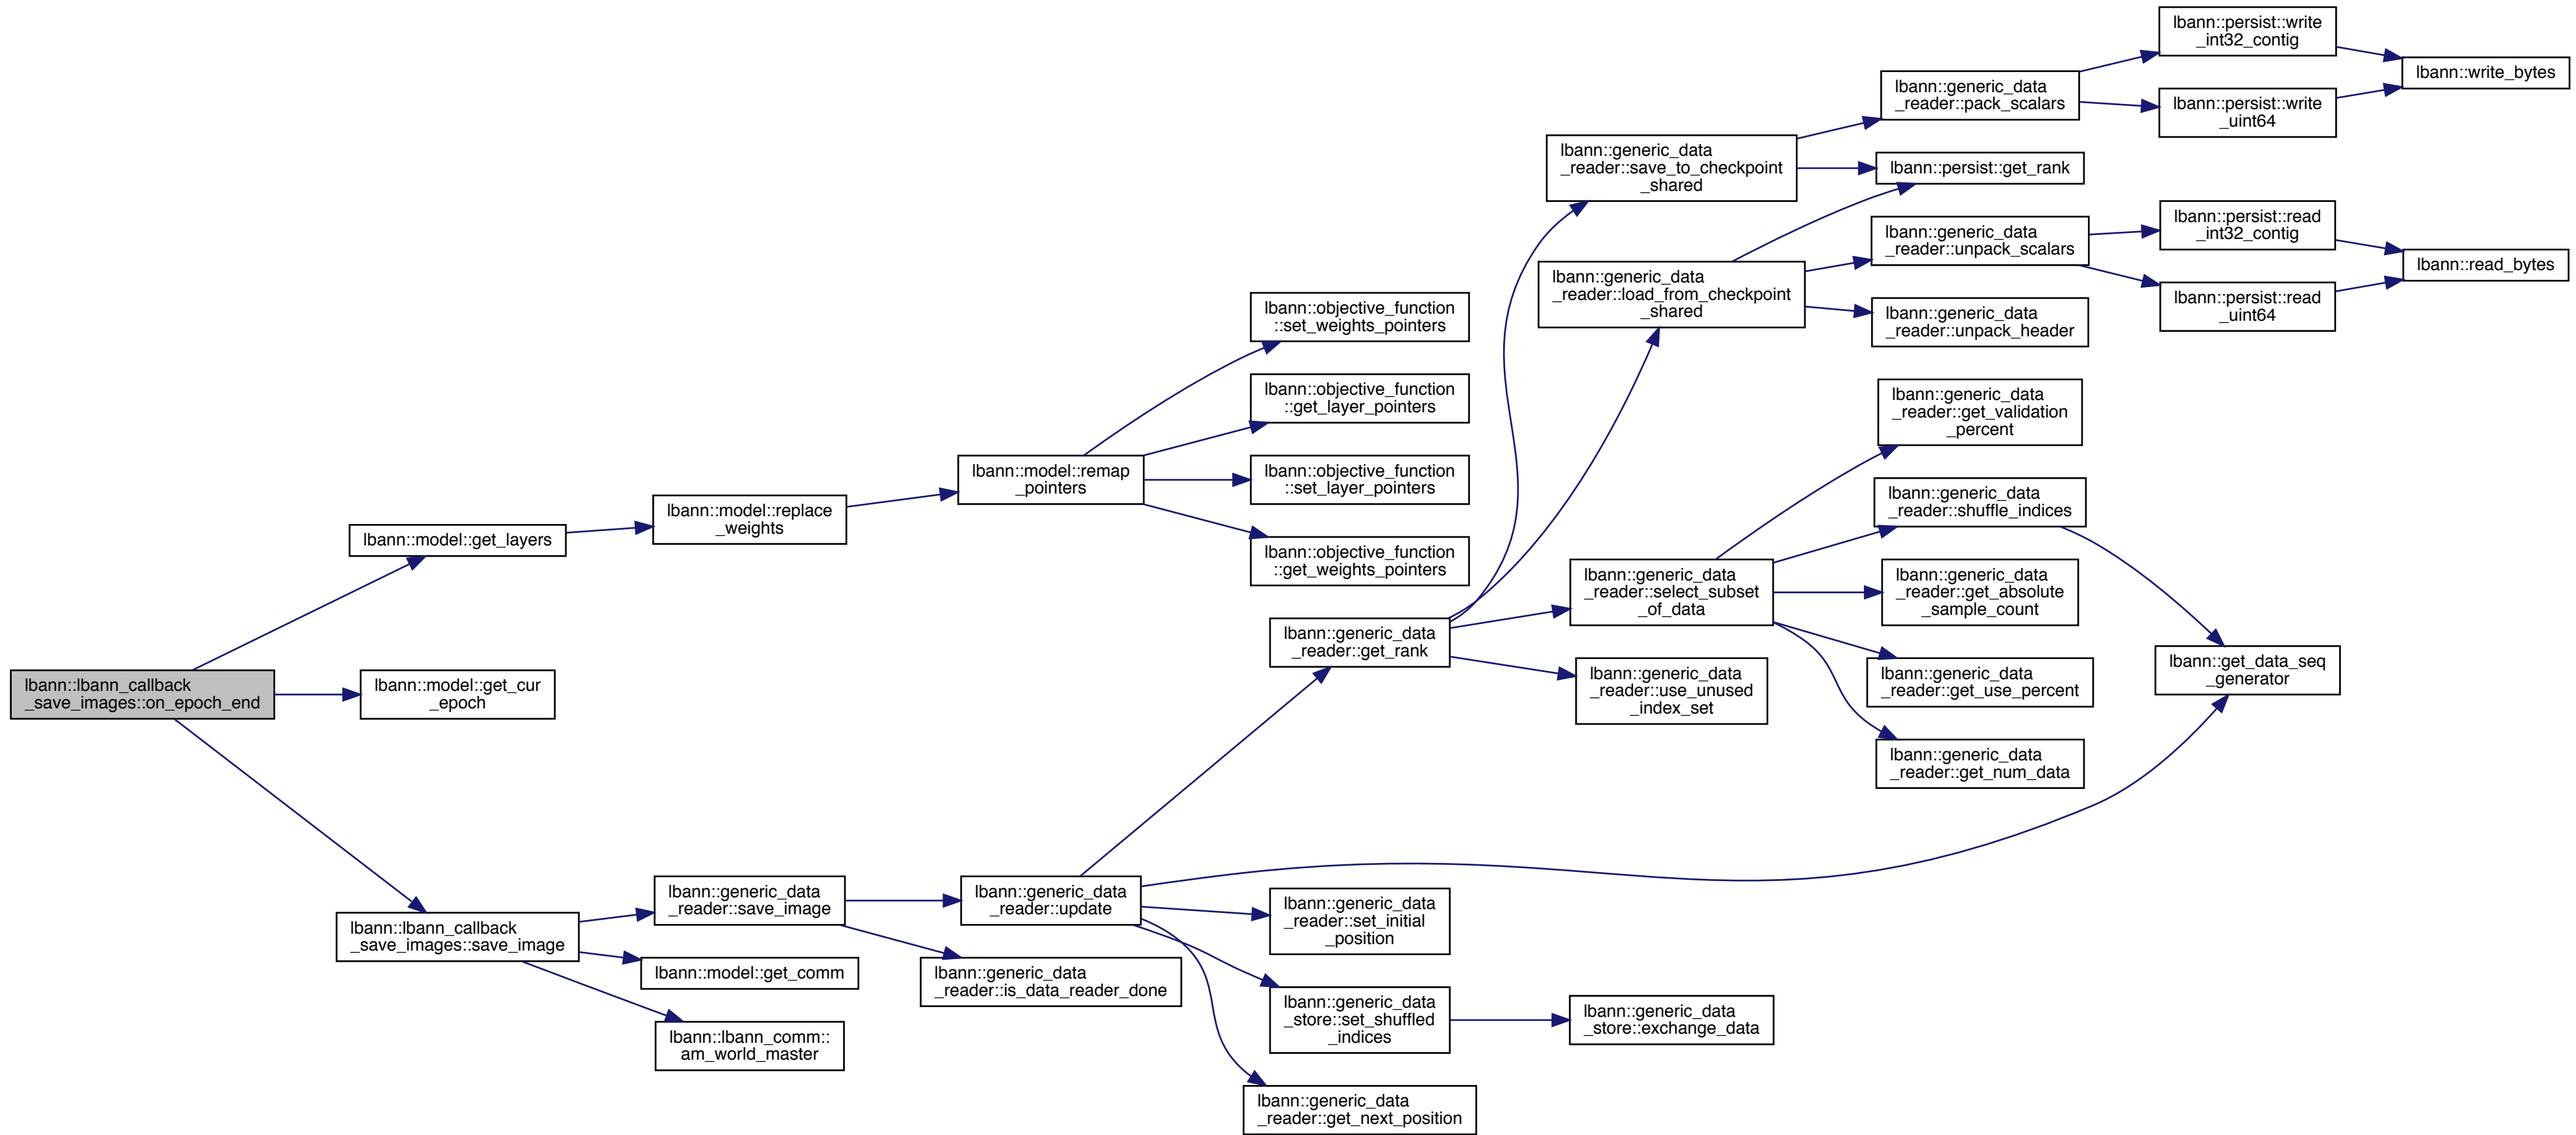 lbann::lbann_callback
_save_images::on_epoch_end
lbann::model::get_layers
lbann::model::get_cur
_epoch
lbann::lbann_callback
_save_images::save_image
lbann::model::replace
_weights
lbann::generic_data
_reader::save_image
lbann::model::get_comm
lbann::lbann_comm::
am_world_master
lbann::model::remap
_pointers
lbann::generic_data
_reader::update
lbann::generic_data
_reader::is_data_reader_done
lbann::objective_function
::set_weights_pointers
lbann::objective_function
::get_layer_pointers
lbann::objective_function
::set_layer_pointers
lbann::objective_function
::get_weights_pointers
lbann::generic_data
_reader::get_rank
lbann::generic_data
_reader::set_initial
_position
lbann::generic_data
_store::set_shuffled
_indices
lbann::generic_data
_reader::get_next_position
lbann::generic_data
_reader::save_to_checkpoint
_shared
lbann::generic_data
_reader::load_from_checkpoint
_shared
lbann::generic_data
_reader::select_subset
_of_data
lbann::generic_data
_reader::use_unused
_index_set
lbann::generic_data
_store::exchange_data
lbann::generic_data
_reader::pack_scalars
lbann::persist::get_rank
lbann::generic_data
_reader::unpack_scalars
lbann::generic_data
_reader::unpack_header
lbann::generic_data
_reader::get_validation
_percent
lbann::generic_data
_reader::shuffle_indices
lbann::generic_data
_reader::get_absolute
_sample_count
lbann::generic_data
_reader::get_use_percent
lbann::generic_data
_reader::get_num_data
lbann::persist::write
_int32_contig
lbann::persist::write
_uint64
lbann::persist::read
_int32_contig
lbann::persist::read
_uint64
lbann::get_data_seq
_generator
lbann::write_bytes
lbann::read_bytes